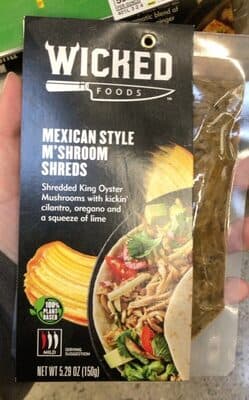 WICKED
FOODS
MEXICAN STYLE
M'SHROOM
SHREDS
Shredded King Oyster
Mushrooms with kickin'
cilantro, oregano and
a squeeze of lime
100%
PLANT
BASED
MILD
SERVING
SUGGESTION
NET WT 5.29 OZ (150g)